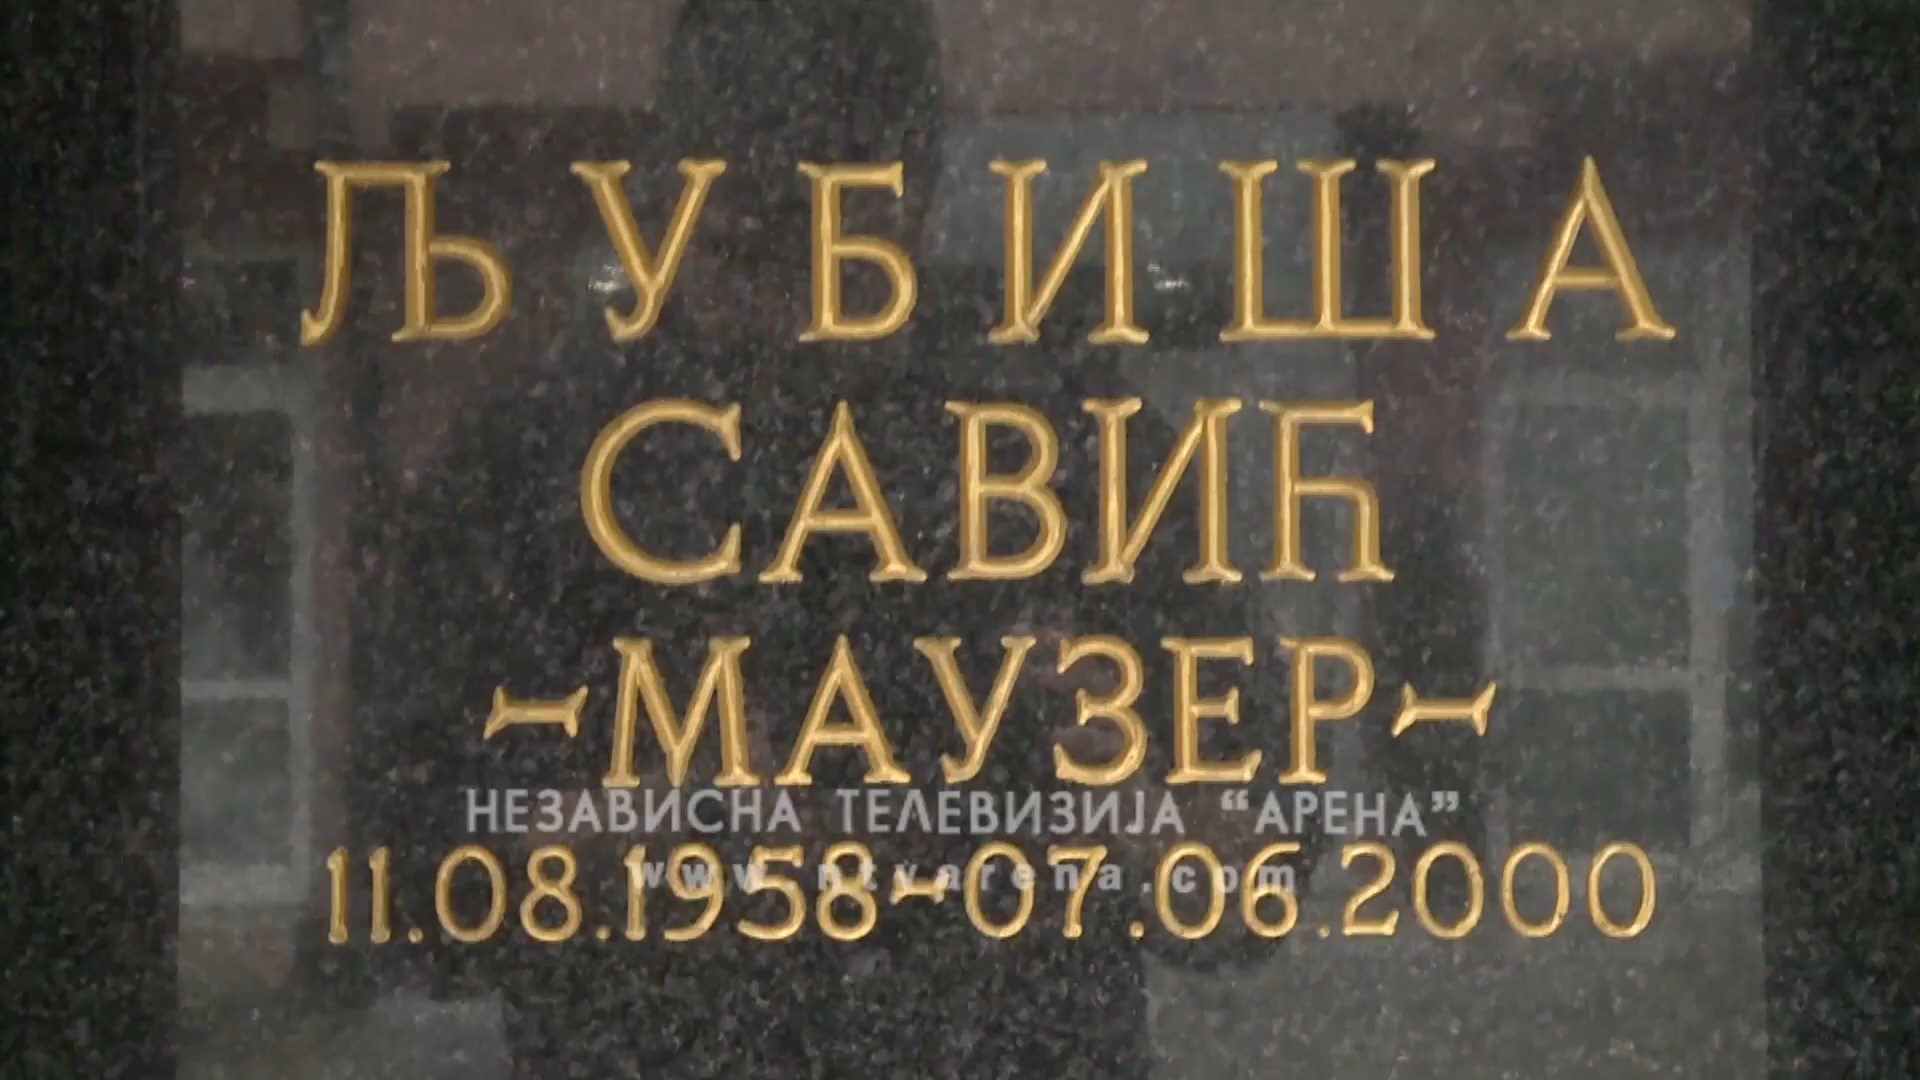 ЉУБИША
САВИЋ
-МАУЗЕР-
НЕЗАВИСНА ТЕЛЕВИЗИЈА “АРЕНА”
www.ntvarena.com
11.08.1958-07.06.2000